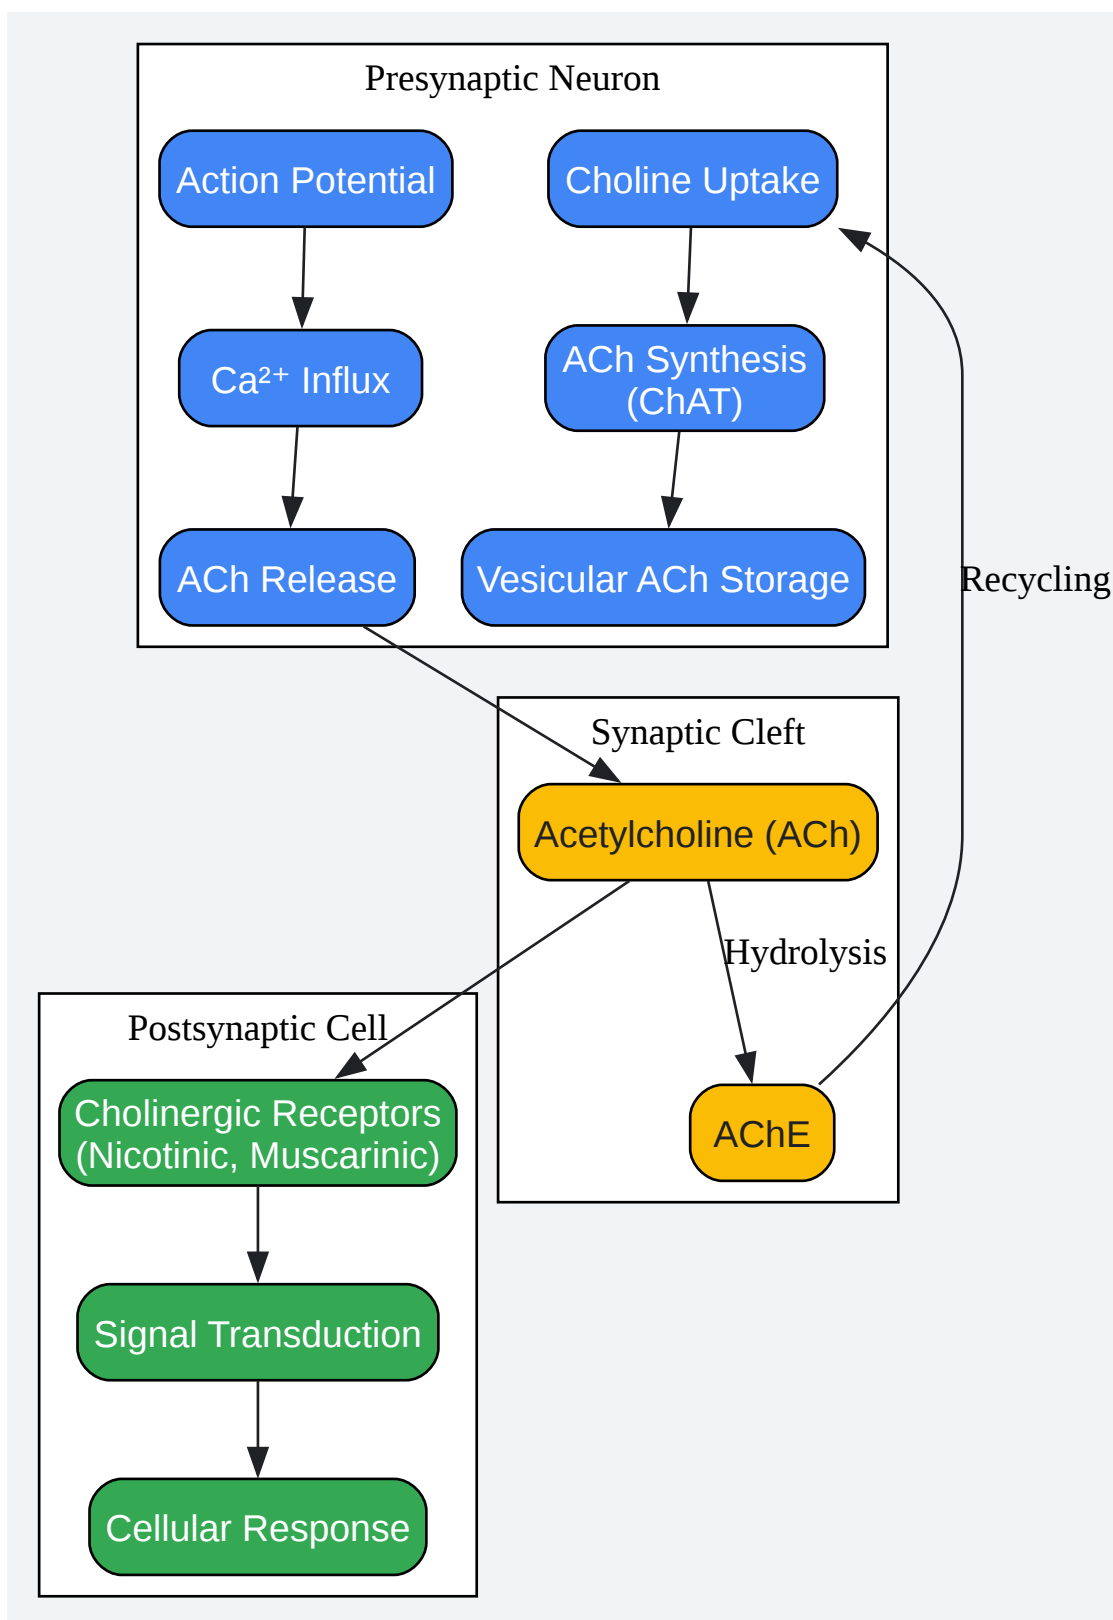 Presynaptic Neuron
Action Potential
Choline Uptake
Ca²⁺ Influx
ACh Synthesis
(ChAT)
ACh Release
Vesicular ACh Storage
Recycling
Synaptic Cleft
Acetylcholine (ACh)
Hydrolysis
AChE
Postsynaptic Cell
Cholinergic Receptors
(Nicotinic, Muscarinic)
Signal Transduction
Cellular Response